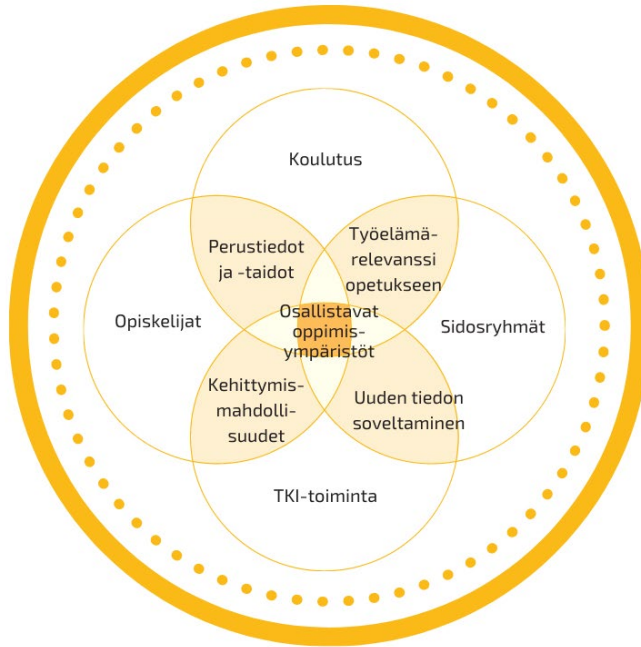 Koulutus
Perustiedot
ja -taidot
Työelämä-
relevanssi
opetukseen
Opiskelijat
Osallistavat
oppimis-
ympäristöt
Sidosryhmät
Kehittymis-
mahdolli-
suudet
Uuden tiedon
soveltaminen
TKI-toiminta